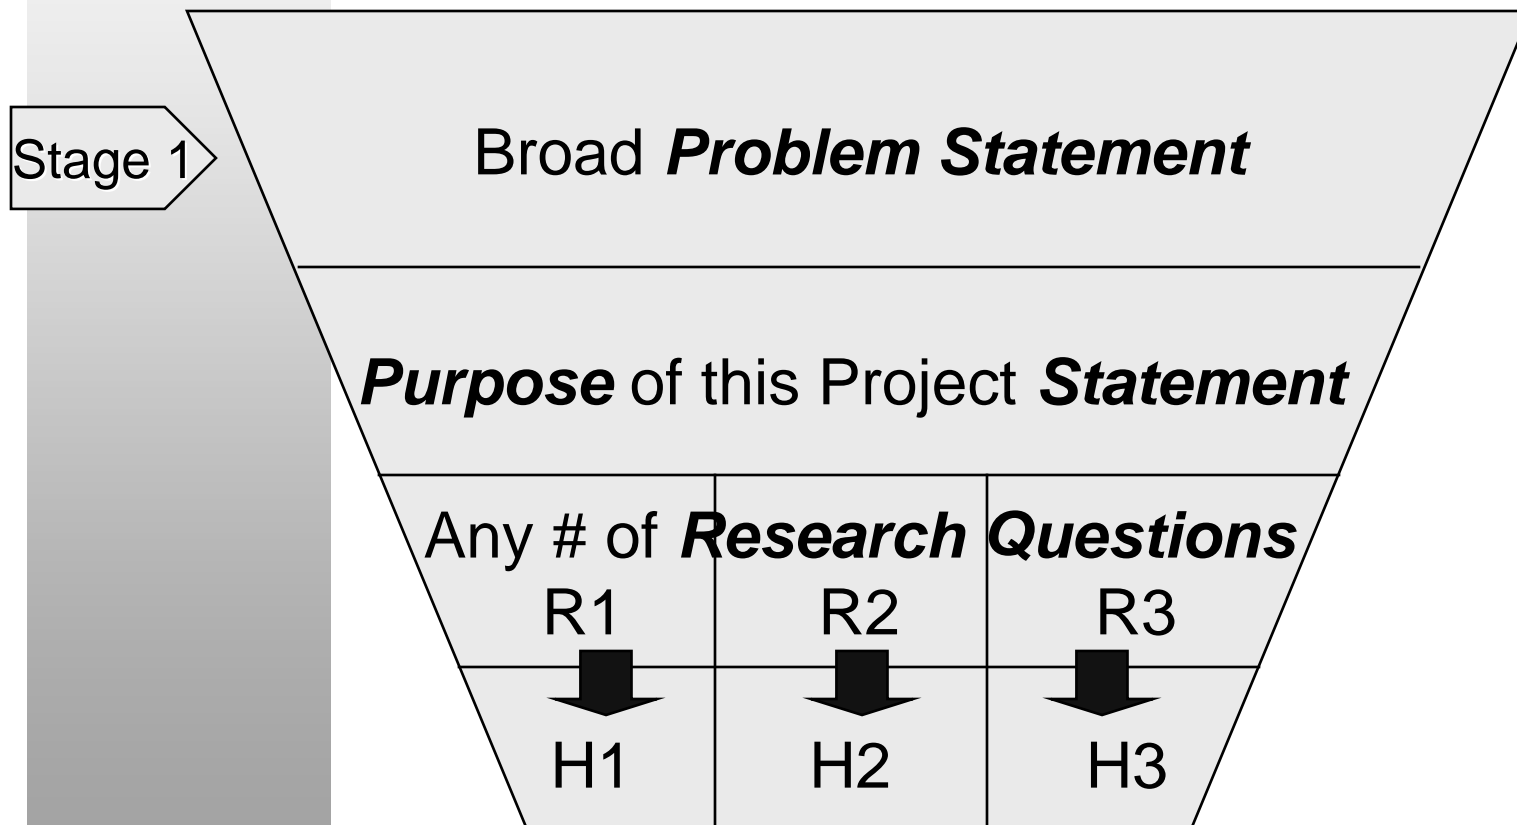 Broad Problem Statement
Stage 1
Purpose of this Project Statement
Any # of Research Questions
R1 R2 R3
H1 H2 H3